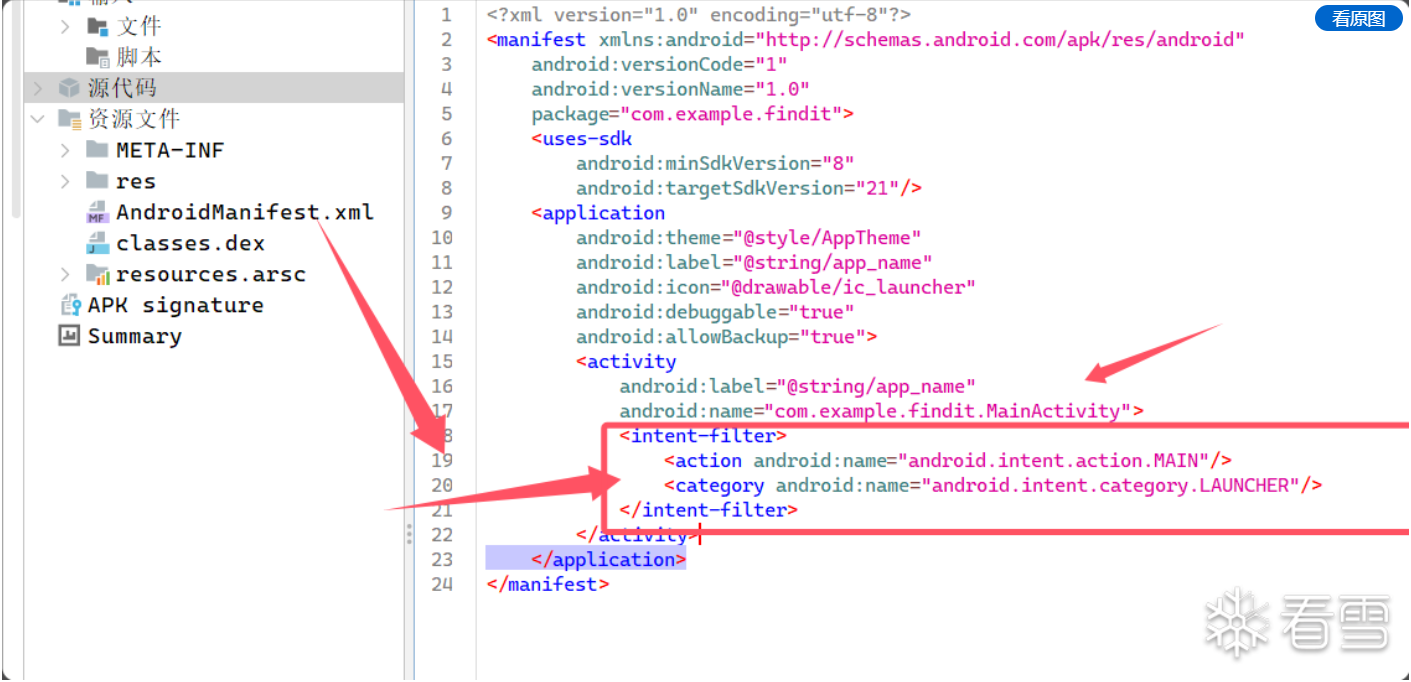 文件
脚本
源代码
资源文件
META-INF
res
AndroidManifest.xml
classes.dex
resources.arsc
APK signature
Summary
看原图
1 <?xml version="1.0" encoding="utf-8"?>
2 <manifest xmlns:android="http://schemas.android.com/apk/res/android"
3 android:versionCode="1"
4 android:versionName="1.0"
5 package="com.example.findit">
6 <uses-sdk
7 android:minSdkVersion="8"
8 android:targetSdkVersion="21"/>
9 <application
10 android:theme="@style/AppTheme"
11 android:label="@string/app_name"
12 android:icon="@drawable/ic_launcher"
13 android:debuggable="true"
14 android:allowBackup="true">
15 <activity
16 android:label="@string/app_name"
17 android:name="com.example.findit.MainActivity">
18 <intent-filter>
19 <action android:name="android.intent.action.MAIN"/>
20 <category android:name="android.intent.category.LAUNCHER"/>
21 </intent-filter>
22 </activity>
23 </application>
24 </manifest>
看雪